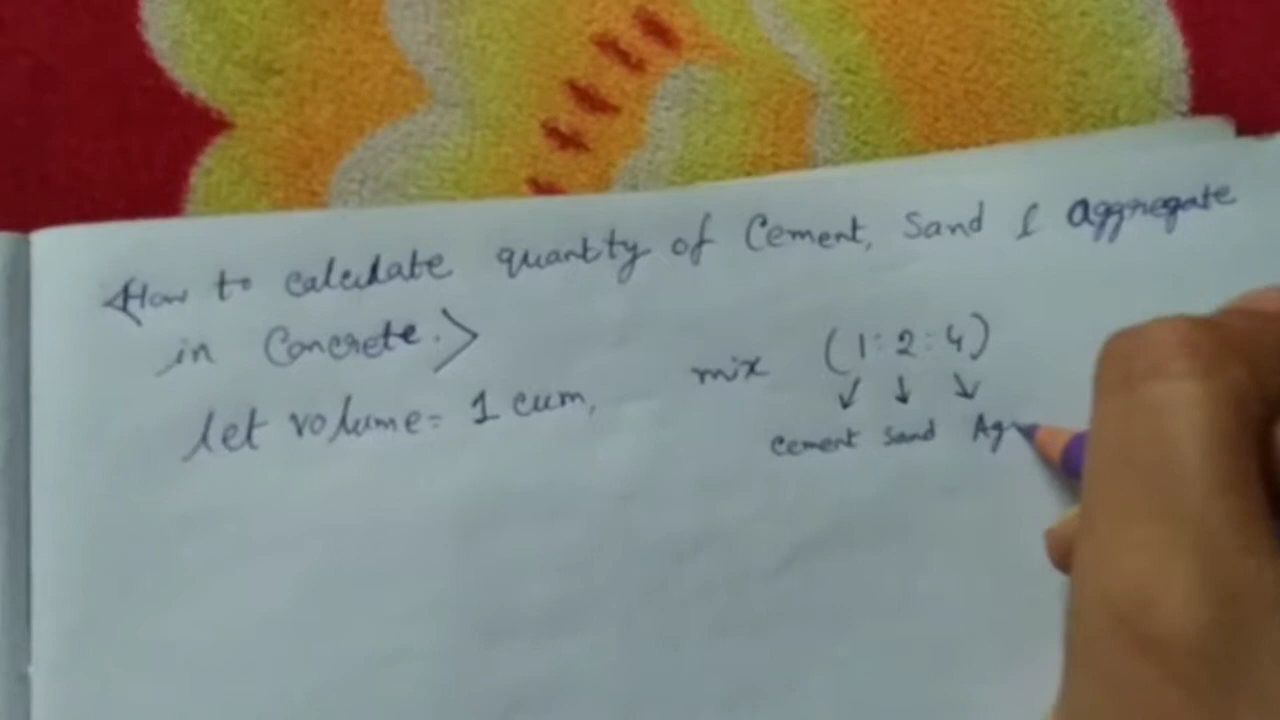 <How to calculate quantity of Cement, Sand & Aggregate
in Concrete.>
let volume = 1 cum, mix (1:2:4)
↓ ↓ ↓
Cement Sand Ag